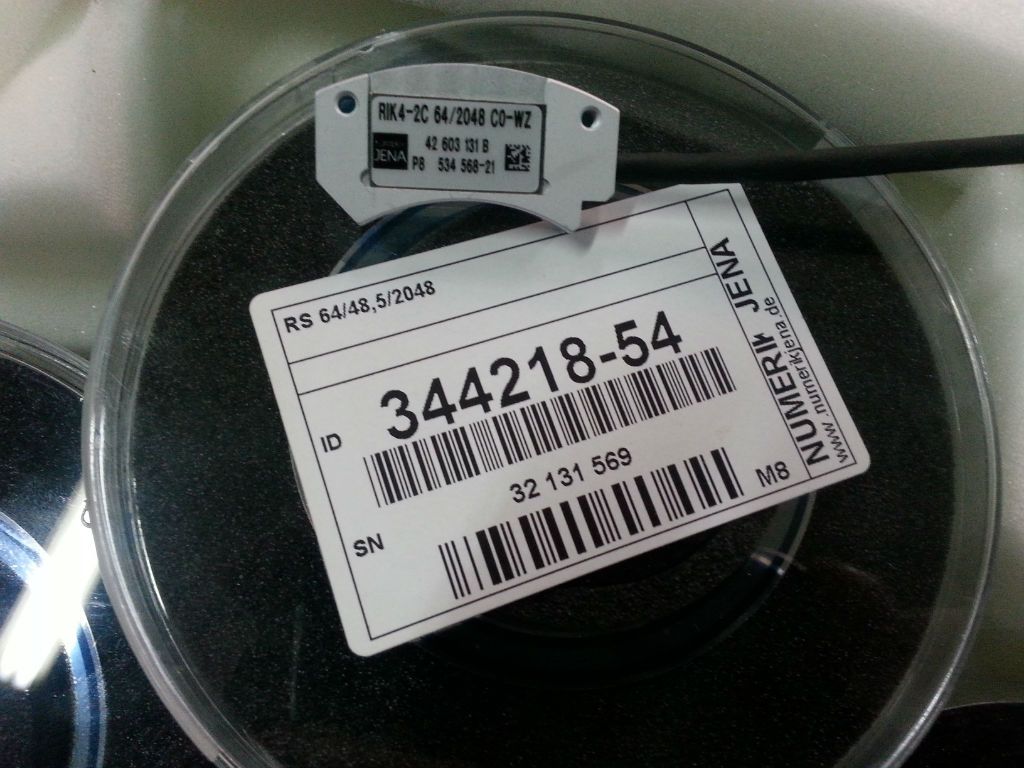 RIK4-2C 64/2048 C0-WZ
JENA
42 603 131 B
P8 534 568-21
RS 64/48,5/2048
ID
344218-54
32 131 569
SN
M8
NUMERIK JENA
www.numerikjena.de